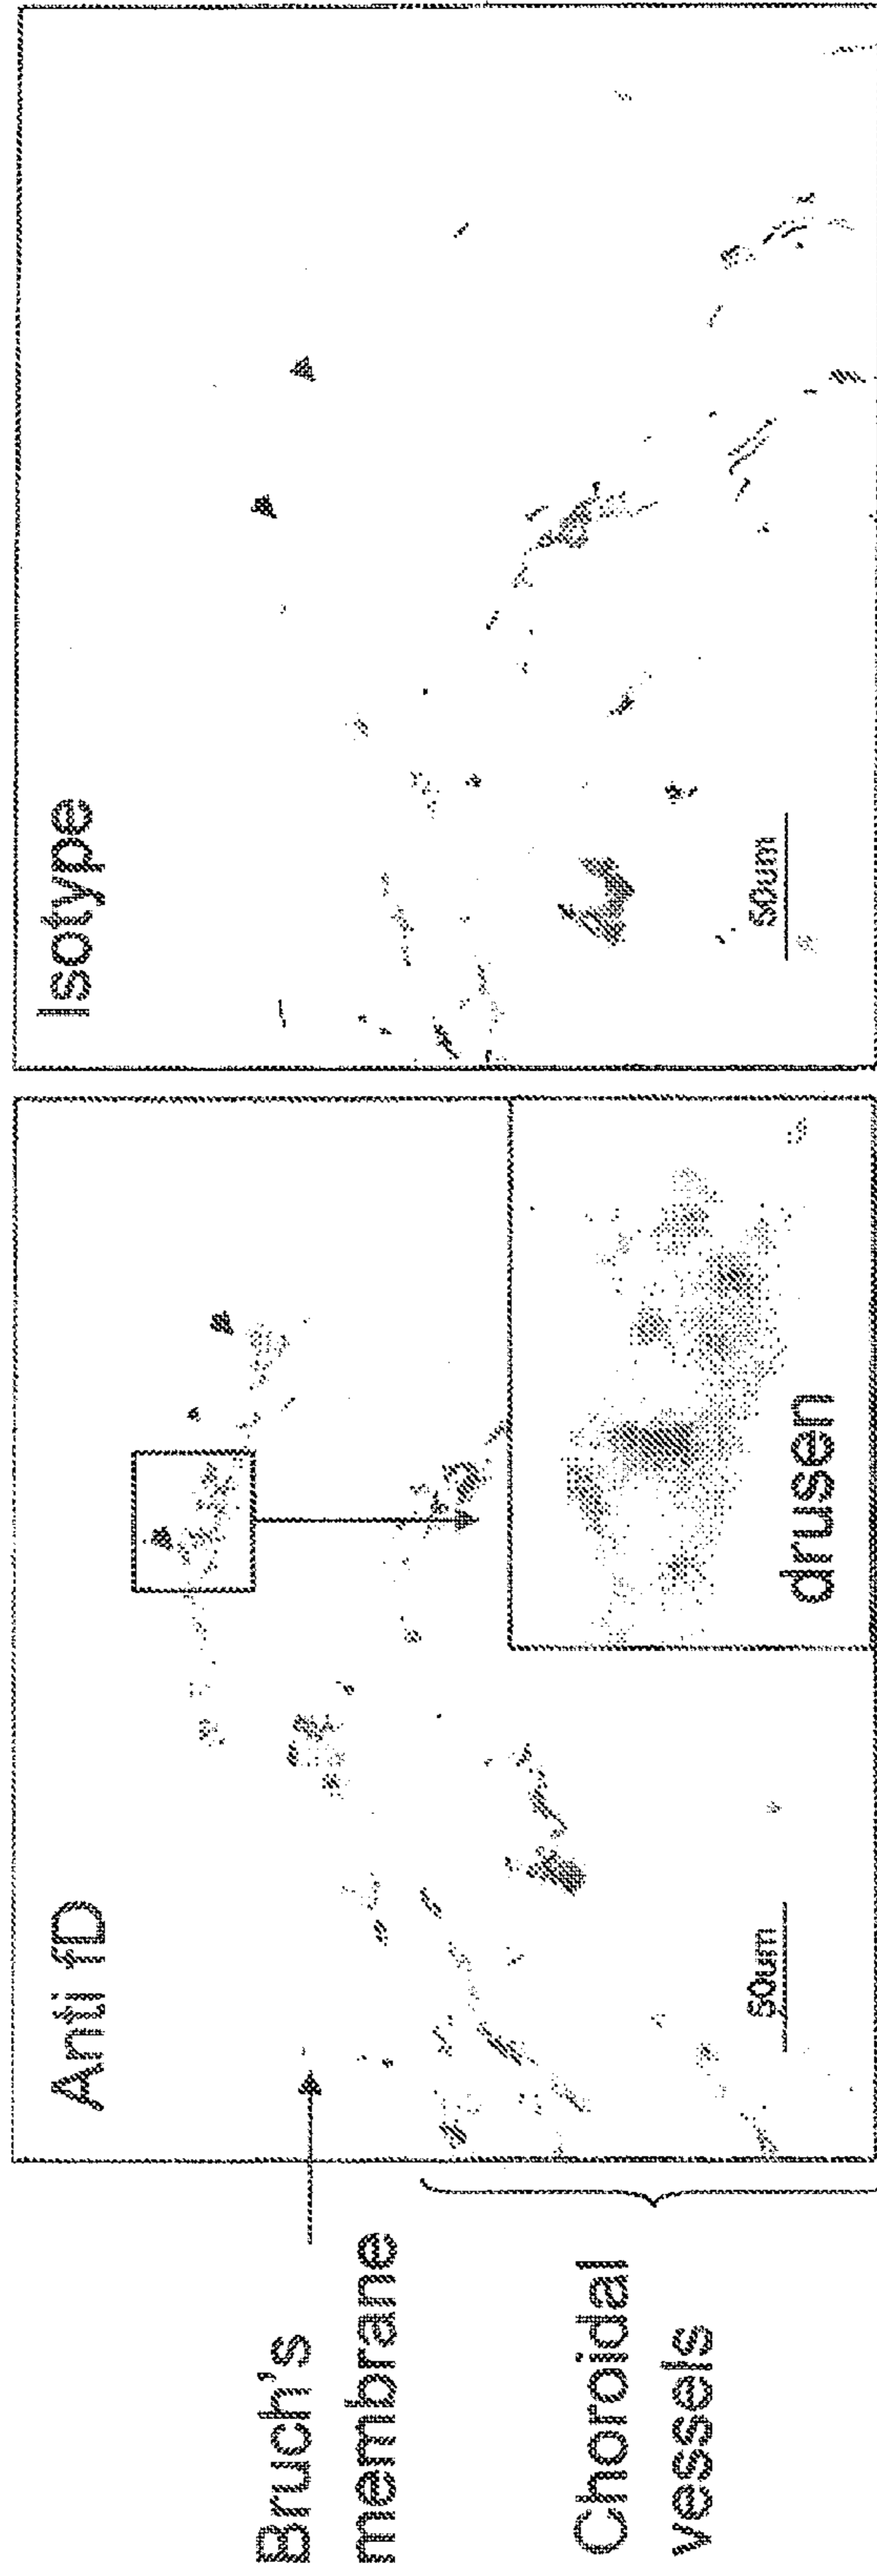 Bruch's
membrane
Choroidal
vessels
Anti fD
50um
drusen
Isotype
50um